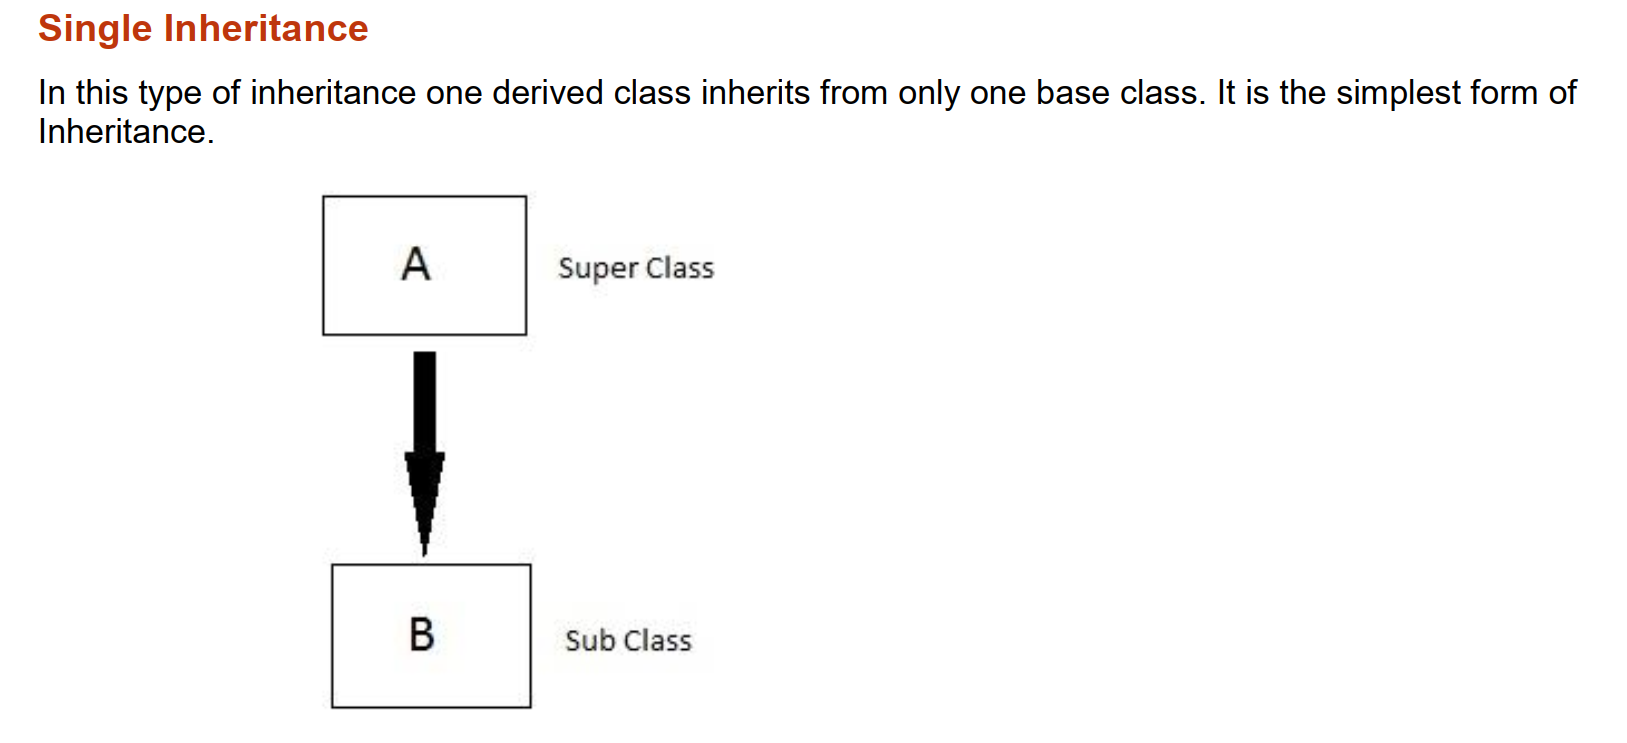 Single Inheritance
In this type of inheritance one derived class inherits from only one base class. It is the simplest form of
Inheritance.
A
Super Class
B
Sub Class